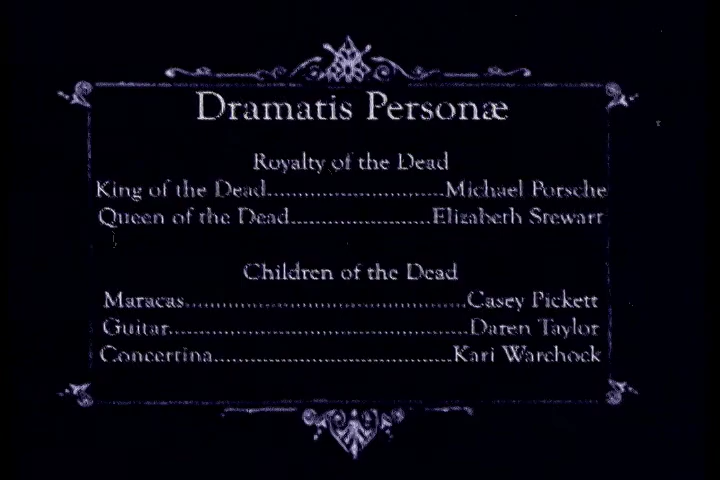 Dramatis Personæ
Royalty of the Dead
King of the Dead..............................Michael Porsche
Queen of the Dead.........................Elizabeth Stewart
Children of the Dead
Maracas..................................................Casey Pickett
Guitar.....................................................Daren Taylor
Concertina..........................................Kari Warchock